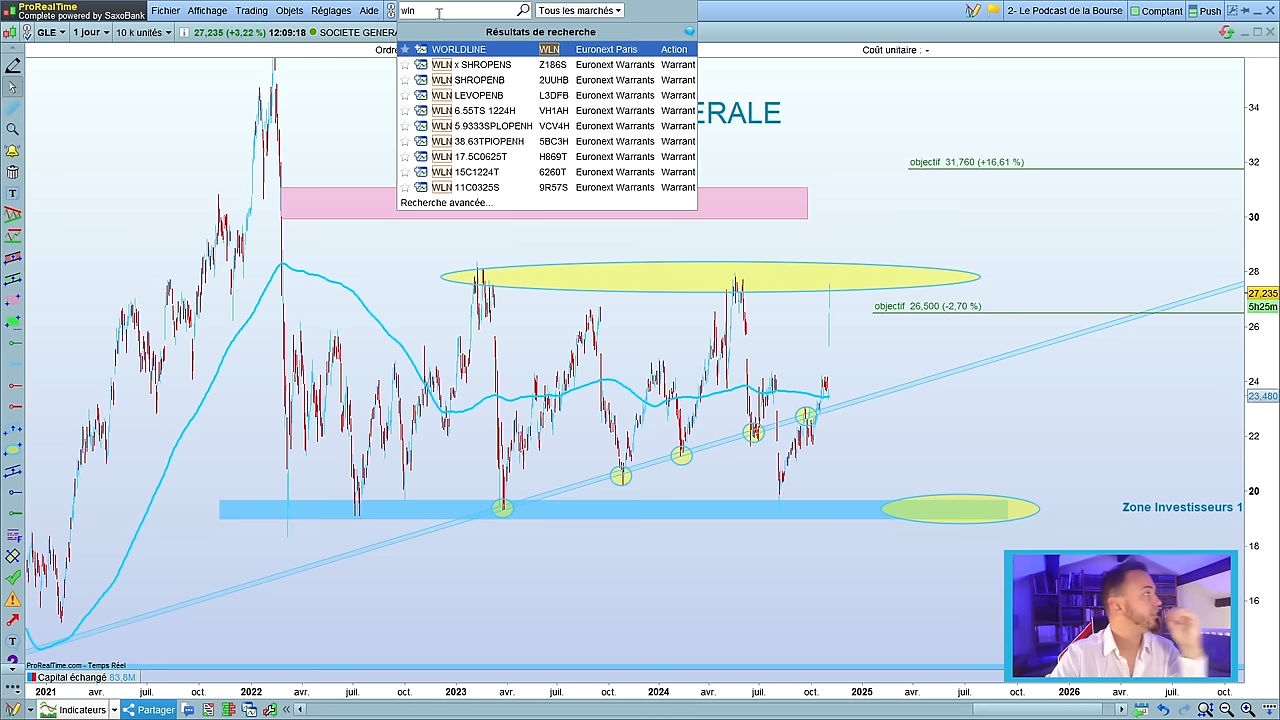 ProRealTime
Complete powered by SaxoBank
Fichier Affichage Trading Objets Réglages Aide
wln
Tous les marchés
2- Le Podcast de la Bourse Comptant Push
GLE 1 jour 10 k unités 27,235 (+3,22 %) 12:09:18 SOCIETE GENERA
Résultats de recherche
Ordre
Coût unitaire : -
WORLDLINE WLN Euronext Paris Action
WLN x SHROPENS Z186S Euronext Warrants Warrant
WLN SHROPENB 2UUHB Euronext Warrants Warrant
WLN LEVOPENB L3DFB Euronext Warrants Warrant
WLN 6.55TS 1224H VH1AH Euronext Warrants Warrant
WLN 5.9333SPLOPENH VCV4H Euronext Warrants Warrant
WLN 38.63TPIOPENH 5BC3H Euronext Warrants Warrant
WLN 17.5C0625T H869T Euronext Warrants Warrant
WLN 15C1224T 6260T Euronext Warrants Warrant
WLN 11C0325S 9R57S Euronext Warrants Warrant
Recherche avancée...
ERALE
34
objectif 31,760 (+16,61 %)
32
30
28
27,235
5h25m
objectif 26,500 (-2,70 %)
26
24
23,480
22
20
Zone Investisseurs 1
18
16
ProRealTime.com - Temps Réel
Capital échangé 83,8M
2021 avr. juil. oct. 2022 avr. juil. oct. 2023 avr. juil. oct. 2024 avr. juil. oct. 2025 avr. juil. oct. 2026 avr. juil. oct.
Indicateurs Partager